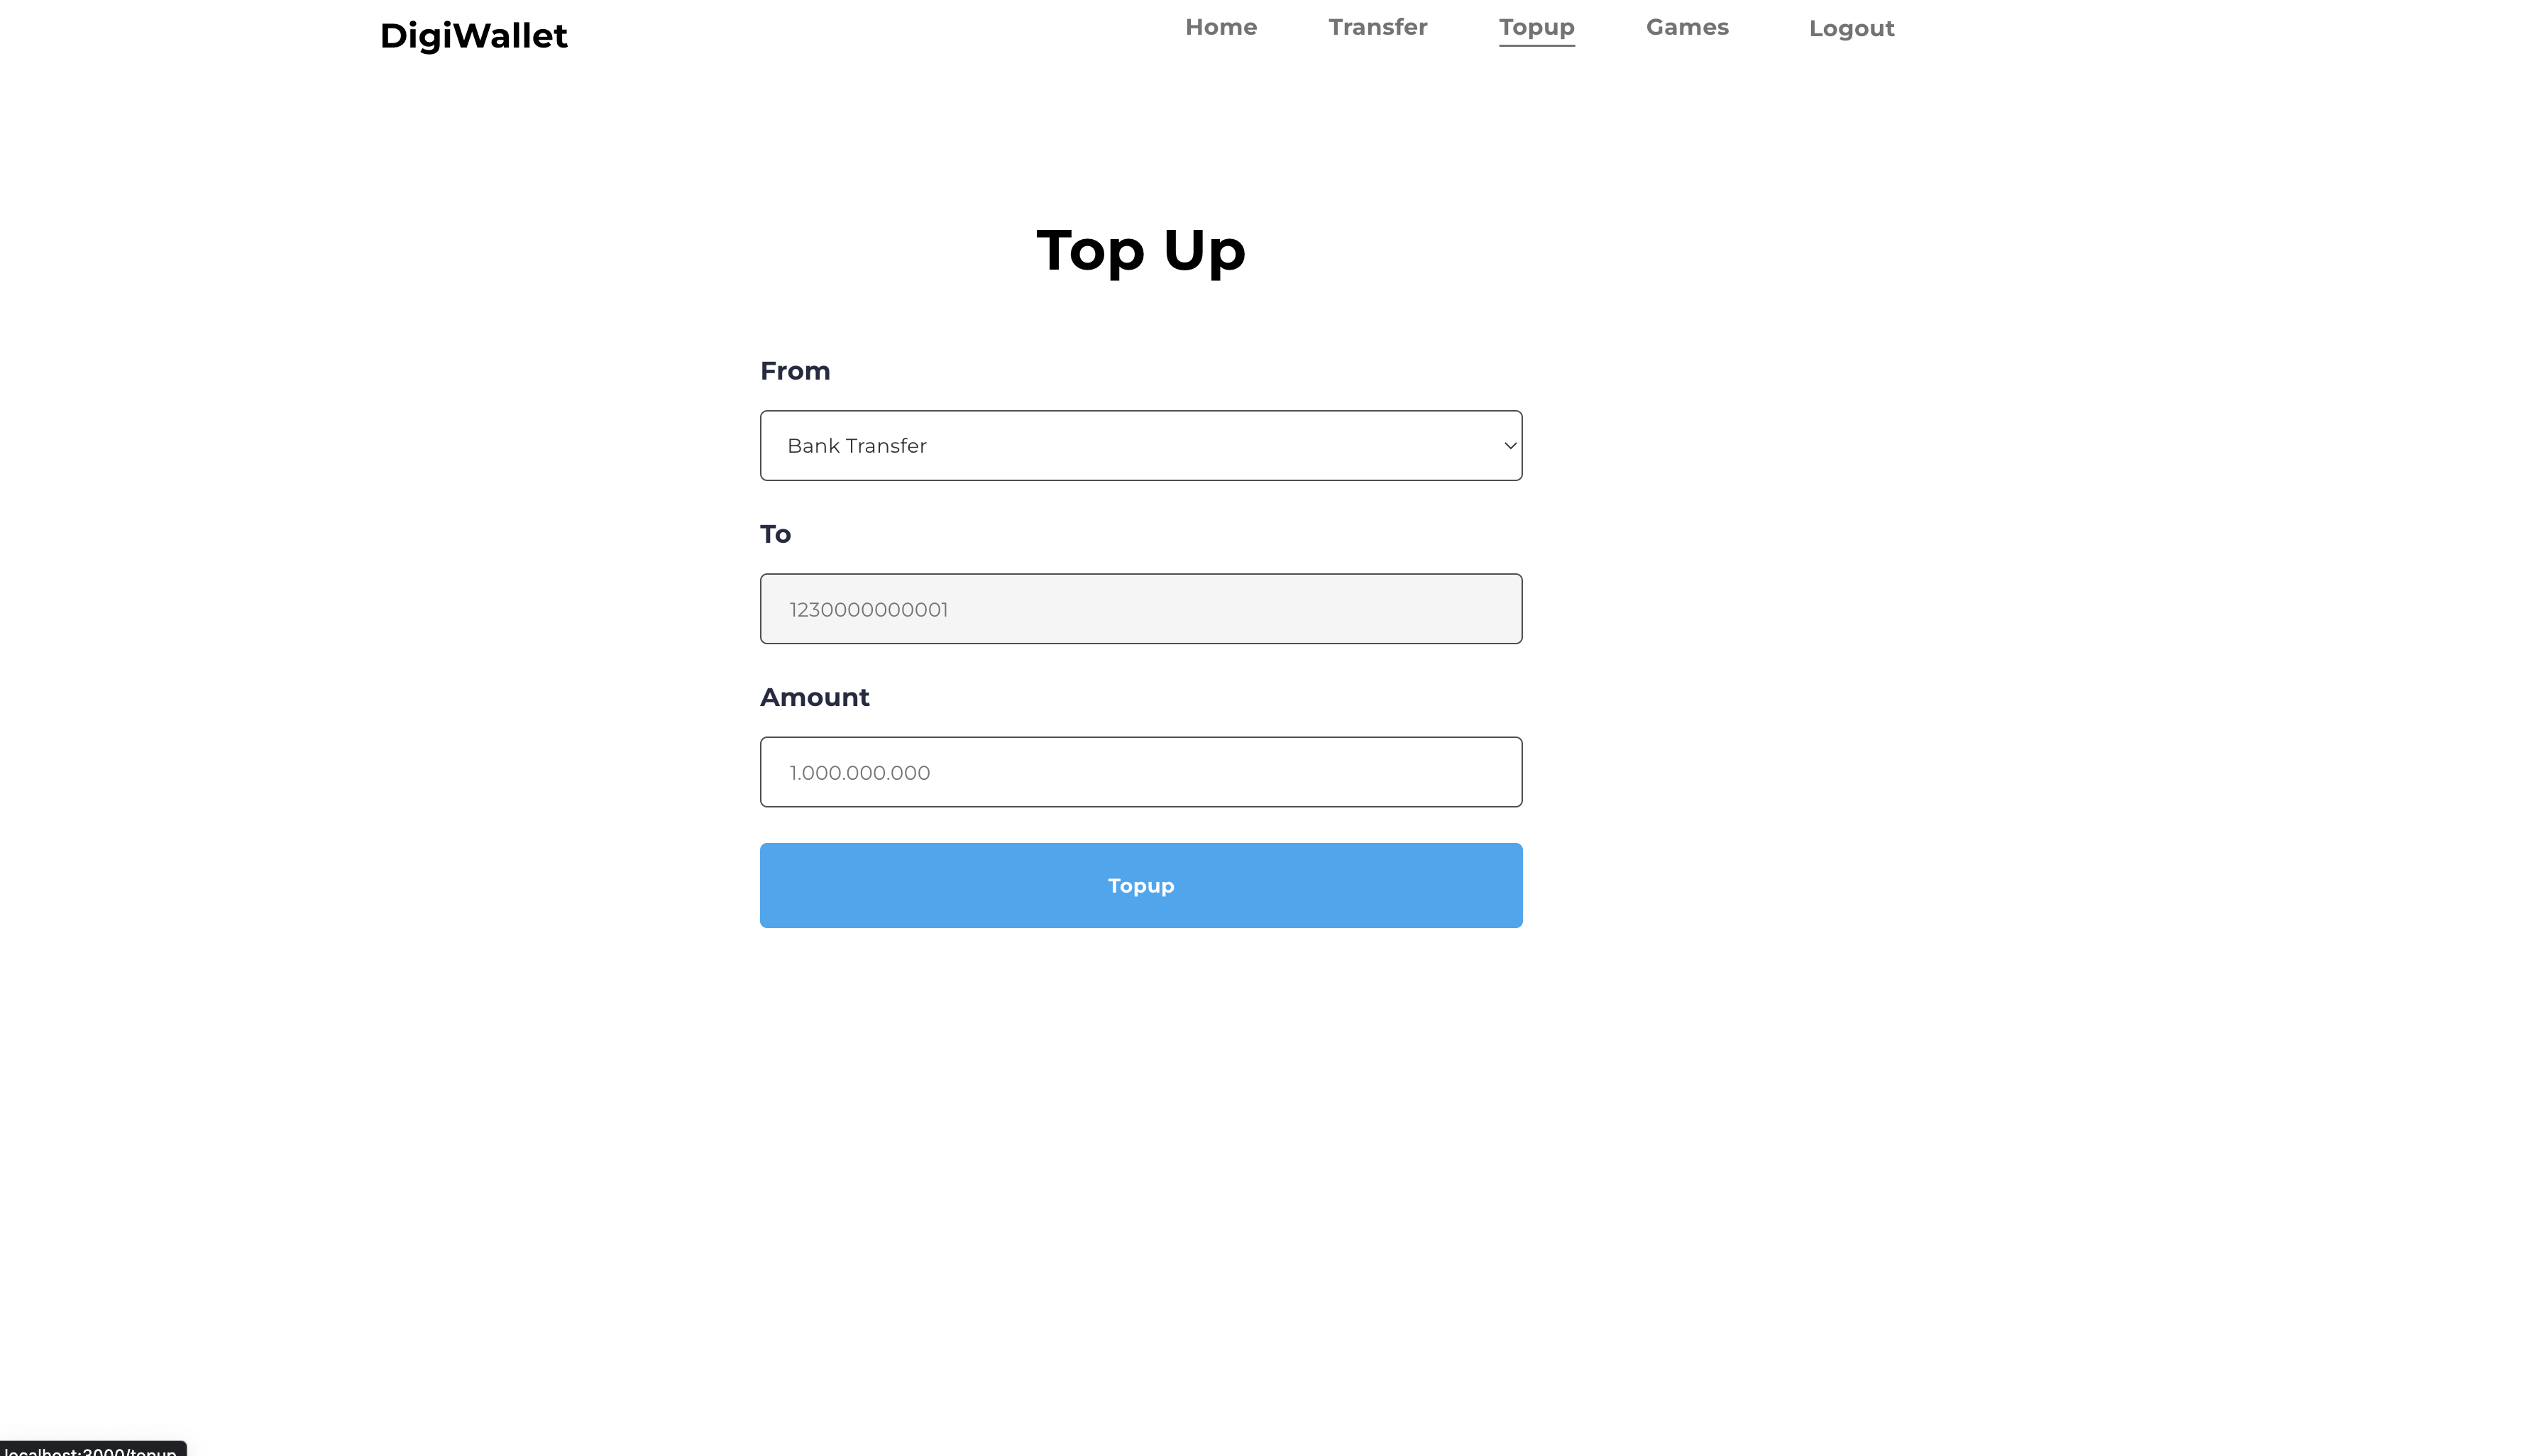 DigiWallet
Home Transfer Topup Games Logout
Top Up
From
Bank Transfer
To
1230000000001
Amount
1.000.000.000
Topup
localhost:3000/topup